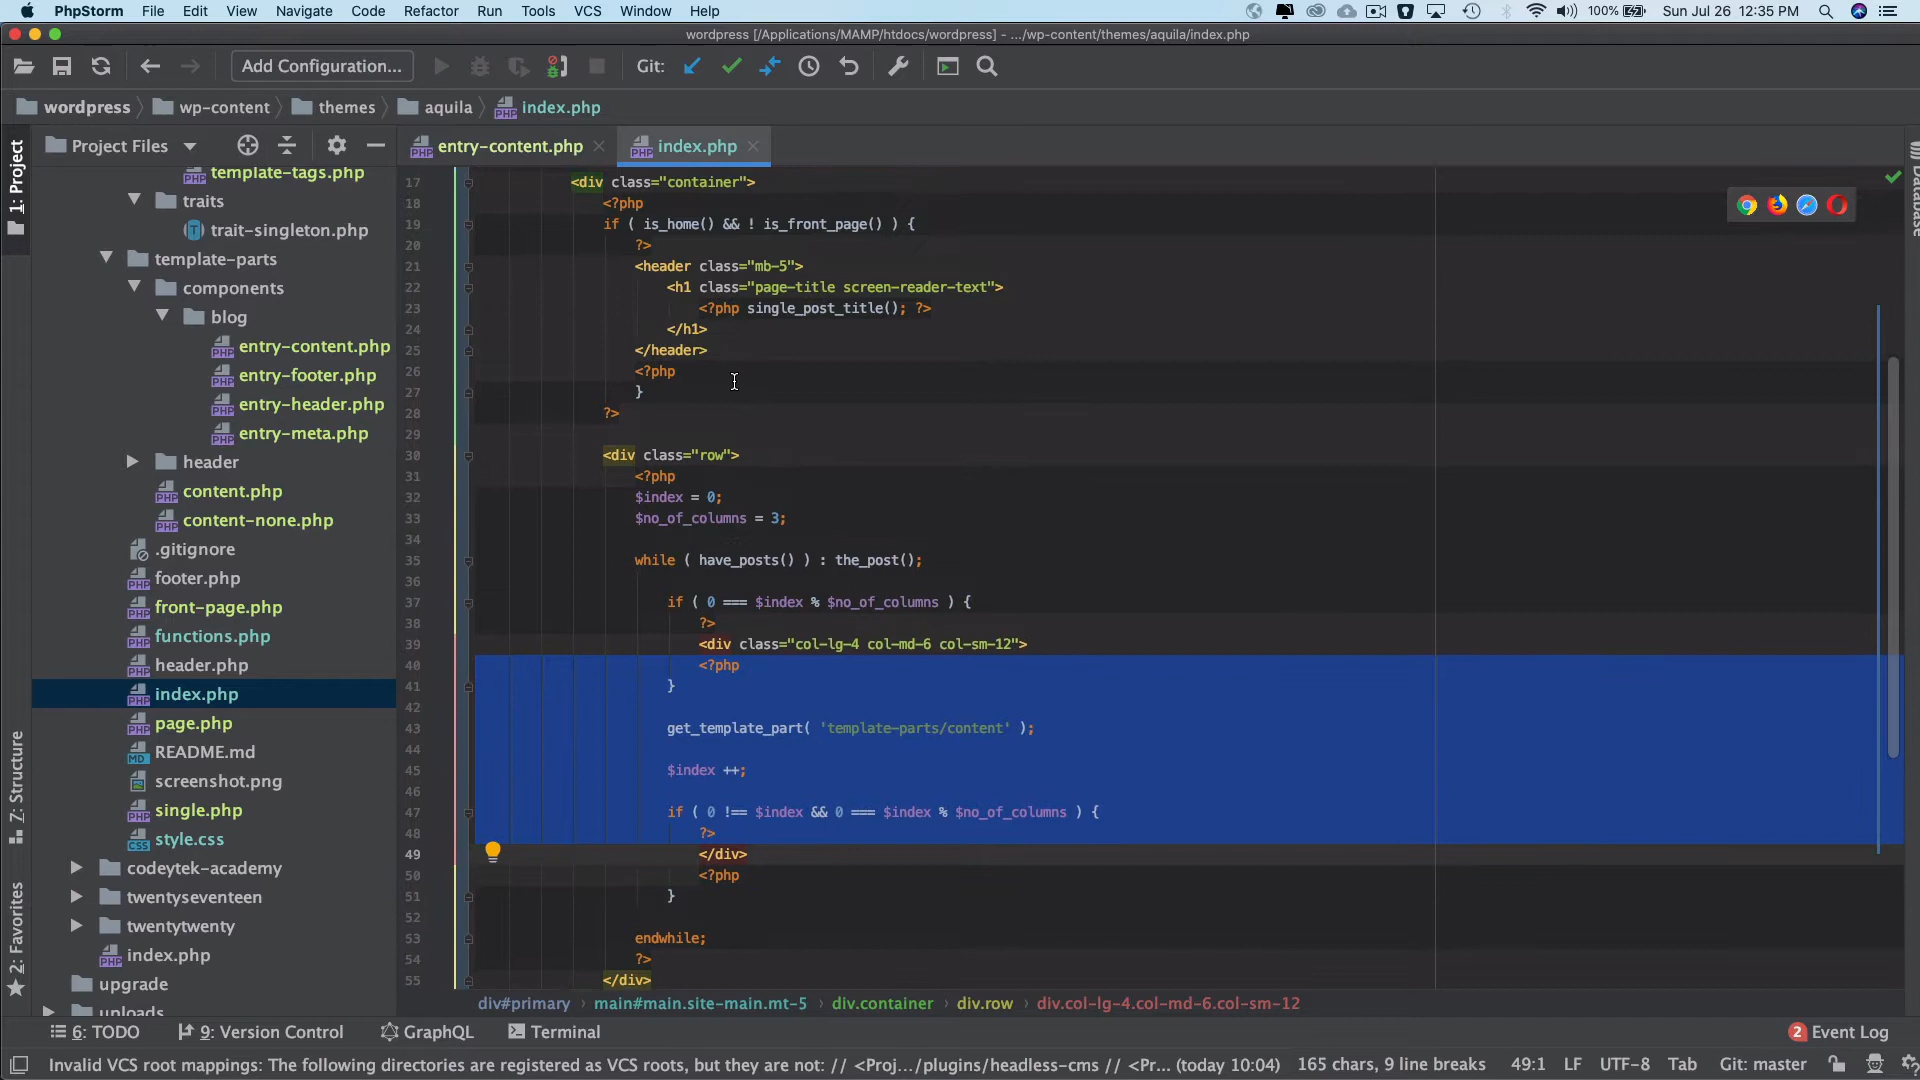 PhpStorm File Edit View Navigate Code Refactor Run Tools VCS Window Help 100% Sun Jul 26 12:35 PM
wordpress [/Applications/MAMP/htdocs/wordpress] - .../wp-content/themes/aquila/index.php
Add Configuration... Git:
wordpress wp-content themes aquila index.php
1: Project
Project Files
template-tags.php
traits
trait-singleton.php
template-parts
components
blog
entry-content.php
entry-footer.php
entry-header.php
entry-meta.php
header
content.php
content-none.php
.gitignore
footer.php
front-page.php
functions.php
header.php
index.php
page.php
README.md
screenshot.png
single.php
style.css
codeytek-academy
twentyseventeen
twentytwenty
index.php
upgrade
uploads
Z: Structure
2: Favorites
entry-content.php index.php
17 <div class="container">
18 <?php
19 if ( is_home() && ! is_front_page() ) {
20 ?>
21 <header class="mb-5">
22 <h1 class="page-title screen-reader-text">
23 <?php single_post_title(); ?>
24 </h1>
25 </header>
26 <?php
27 }
28 ?>
29
30 <div class="row">
31 <?php
32 $index = 0;
33 $no_of_columns = 3;
34
35 while ( have_posts() ) : the_post();
36
37 if ( 0 === $index % $no_of_columns ) {
38 ?>
39 <div class="col-lg-4 col-md-6 col-sm-12">
40 <?php
41 }
42
43 get_template_part( 'template-parts/content' );
44
45 $index ++;
46
47 if ( 0 !== $index && 0 === $index % $no_of_columns ) {
48 ?>
49 </div>
50 <?php
51 }
52
53 endwhile;
54 ?>
55 </div>
Database
div#primary main#main.site-main.mt-5 div.container div.row div.col-lg-4.col-md-6.col-sm-12
6: TODO 9: Version Control GraphQL Terminal 2 Event Log
Invalid VCS root mappings: The following directories are registered as VCS roots, but they are not: // <Proj.../plugins/headless-cms // <Pr... (today 10:04) 165 chars, 9 line breaks 49:1 LF UTF-8 Tab Git: master